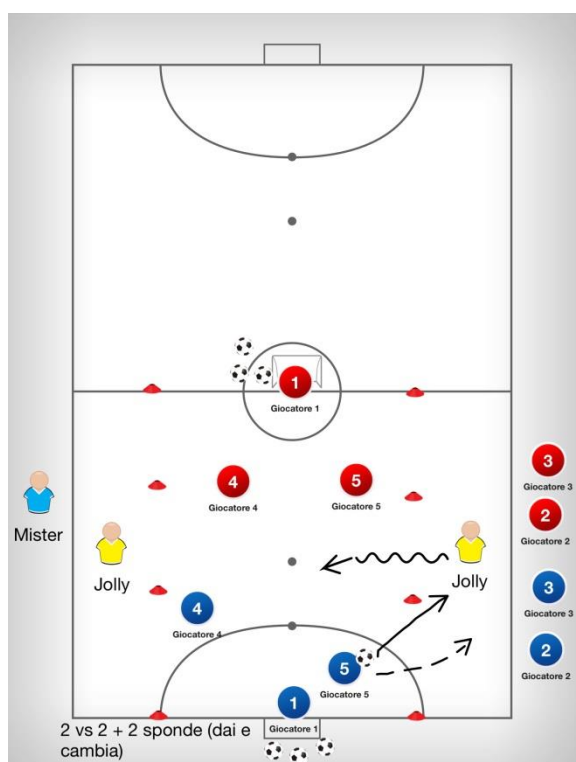 1
Giocatore 1
4
Giocatore 4
5
Giocatore 5
3
Giocatore 3
2
Giocatore 2
Mister
Jolly
Jolly
3
Giocatore 3
4
Giocatore 4
2
Giocatore 2
5
Giocatore 5
1
Giocatore 1
2 vs 2 + 2 sponde (dai e
cambia)